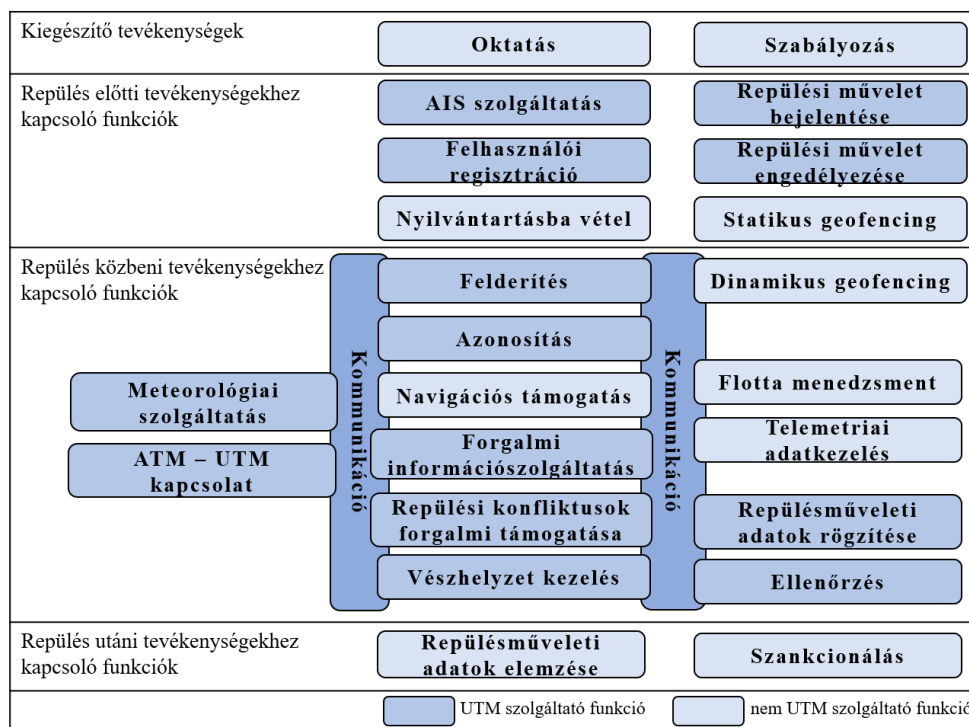 Kiegészítő tevékenységek
Oktatás
Szabályozás
Repülés előtti tevékenységekhez
kapcsoló funkciók
AIS szolgáltatás
Repülési művelet
bejelentése
Felhasználói
regisztráció
Repülési művelet
engedélyezése
Nyilvántartásba vétel
Statikus geofencing
Repülés közbeni tevékenységekhez
kapcsoló funkciók
Kommunikáció
Felderítés
Azonosítás
Navigációs támogatás
Forgalmi
információszolgáltatás
Repülési konfliktusok
forgalmi támogatása
Vészhelyzet kezelés
Kommunikáció
Dinamikus geofencing
Flotta menedzsment
Telemetriai
adatkezelés
Repülésműveleti
adatok rögzítése
Ellenőrzés
Meteorológiai
szolgáltatás
ATM – UTM
kapcsolat
Repülés utáni tevékenységekhez
kapcsoló funkciók
Repülésműveleti
adatok elemzése
Szankcionálás
UTM szolgáltató funkció
nem UTM szolgáltató funkció